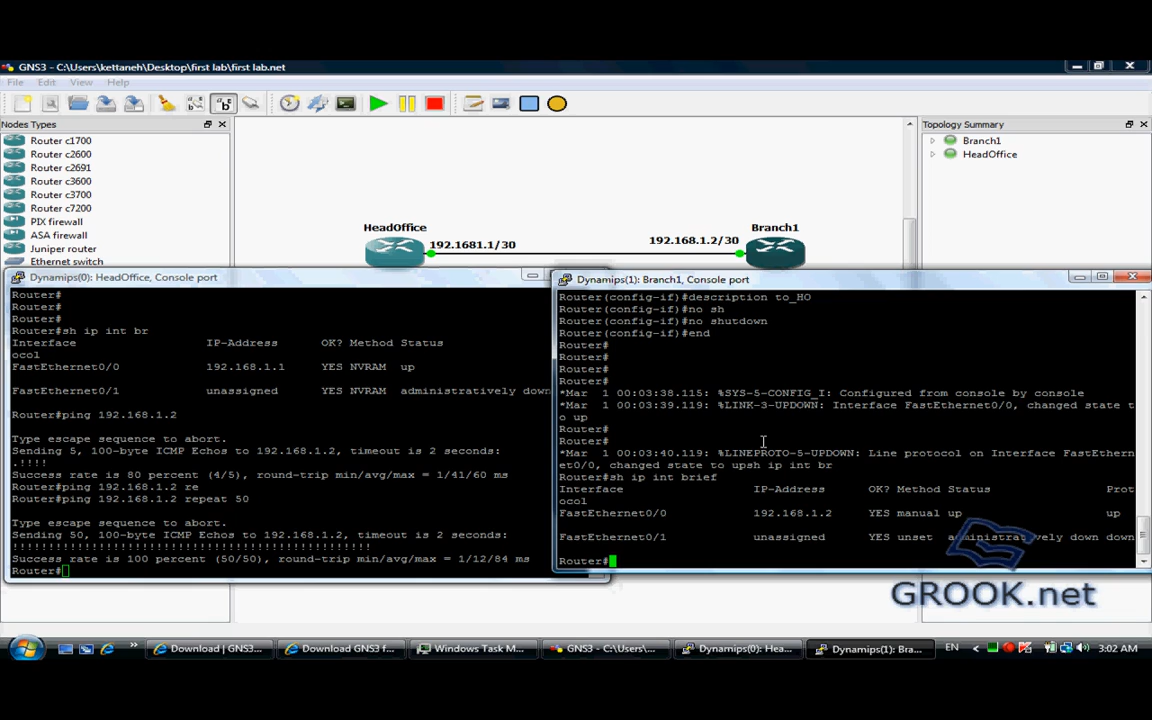 GNS3 - C:\Users\kettaneh\Desktop\first lab\first lab.net
File Edit View Help
Nodes Types
Router c1700
Router c2600
Router c2691
Router c3600
Router c3700
Router c7200
PIX firewall
ASA firewall
Juniper router
Ethernet switch
Topology Summary
Branch1
HeadOffice
HeadOffice
192.1681.1/30
192.168.1.2/30
Branch1
Dynamips(0): HeadOffice, Console port
Router#
Router#
Router#
Router#sh ip int br
Interface IP-Address OK? Method Status
ocol
FastEthernet0/0 192.168.1.1 YES NVRAM up
FastEthernet0/1 unassigned YES NVRAM administratively down
Router#ping 192.168.1.2
Type escape sequence to abort.
Sending 5, 100-byte ICMP Echos to 192.168.1.2, timeout is 2 seconds:
.!!!!
Success rate is 80 percent (4/5), round-trip min/avg/max = 1/41/60 ms
Router#ping 192.168.1.2 re
Router#ping 192.168.1.2 repeat 50
Type escape sequence to abort.
Sending 50, 100-byte ICMP Echos to 192.168.1.2, timeout is 2 seconds:
!!!!!!!!!!!!!!!!!!!!!!!!!!!!!!!!!!!!!!!!!!!!!!!!!!
Success rate is 100 percent (50/50), round-trip min/avg/max = 1/12/84 ms
Router#
Dynamips(1): Branch1, Console port
Router(config-if)#description to_HO
Router(config-if)#no sh
Router(config-if)#no shutdown
Router(config-if)#end
Router#
Router#
Router#
Router#
*Mar  1 00:03:38.115: %SYS-5-CONFIG_I: Configured from console by console
*Mar  1 00:03:39.119: %LINK-3-UPDOWN: Interface FastEthernet0/0, changed state t
o up
Router#
Router#
*Mar  1 00:03:40.119: %LINEPROTO-5-UPDOWN: Line protocol on Interface FastEthern
et0/0, changed state to upsh ip int br
Router#sh ip int brief
Interface IP-Address OK? Method Status Prot
ocol
FastEthernet0/0 192.168.1.2 YES manual up up
FastEthernet0/1 unassigned YES unset administratively down down
Router#
GROOK.net
Download | GNS3...
Download GNS3 f...
Windows Task M...
GNS3 - C:\Users\...
Dynamips(0): Hea...
Dynamips(1): Bra...
EN
3:02 AM